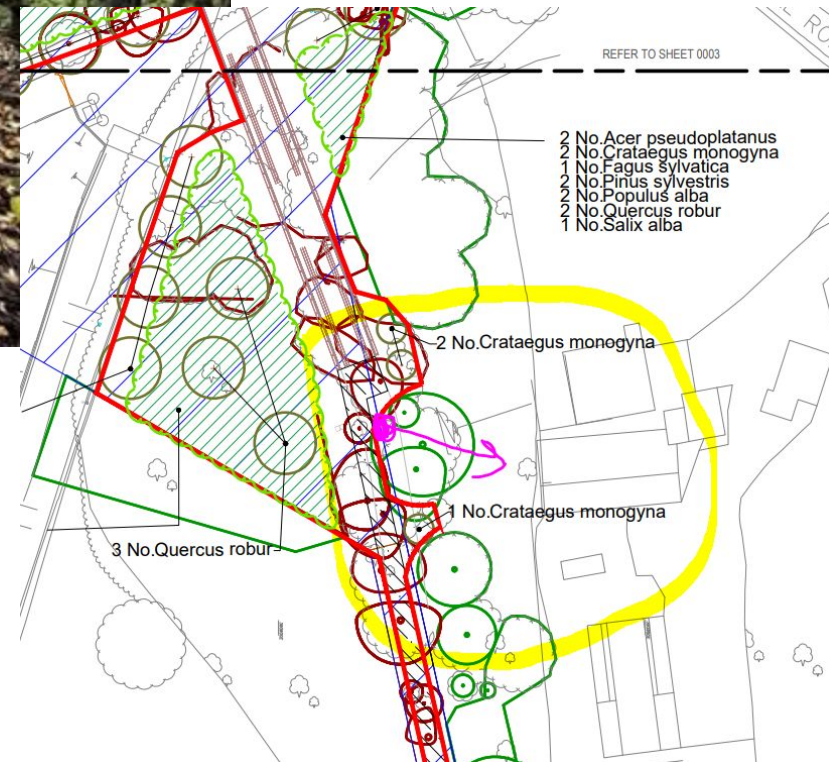 REFER TO SHEET 0003
L RO
2 No.Acer pseudoplatanus
2 No.Crataegus monogyna
1 No.Fagus sylvatica
2 No.Pinus sylvestris
2 No.Populus alba
2 No.Quercus robur
1 No.Salix alba
2 No.Crataegus monogyna
1 No.Crataegus monogyna
3 No.Quercus robur